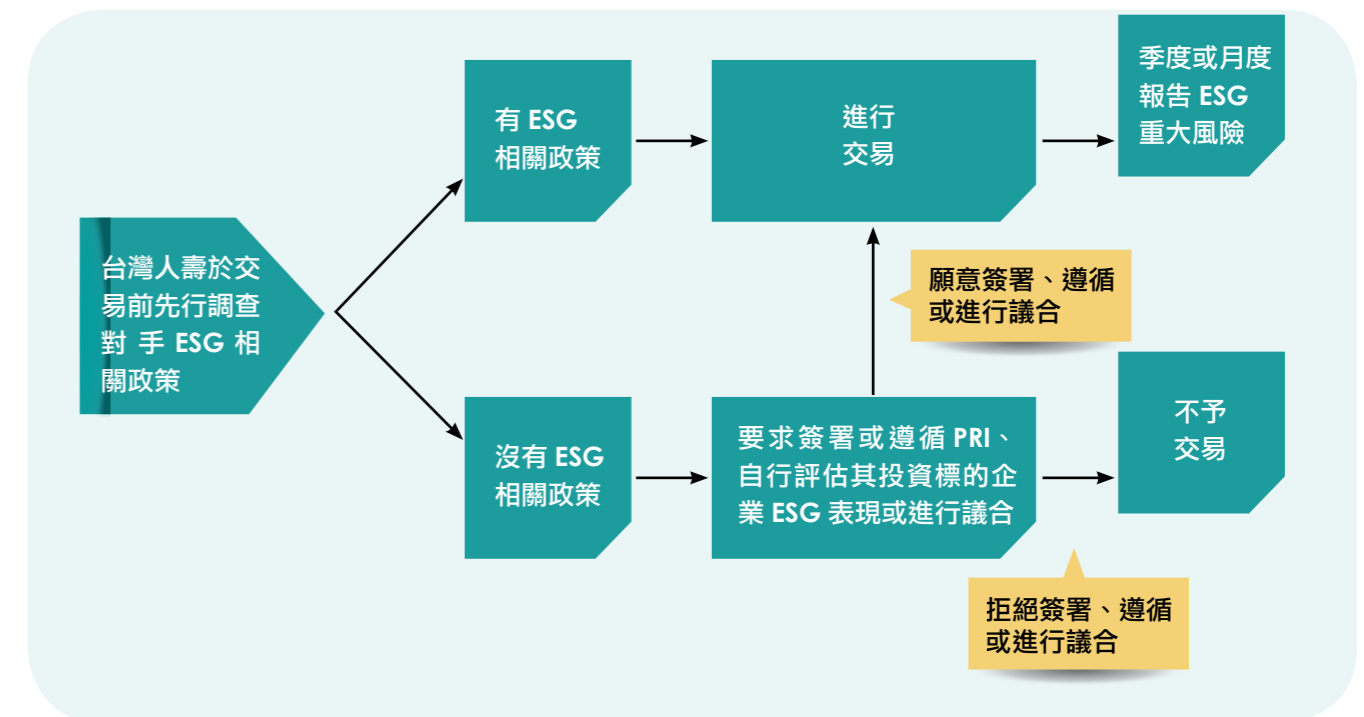 台灣人壽於交
易前先行調查
對手 ESG 相
關政策
有 ESG
相關政策
進行
交易
季度或月度
報告 ESG
重大風險
願意簽署、遵循
或進行議合
沒有 ESG
相關政策
要求簽署或遵循 PRI、
自行評估其投資標的企
業 ESG 表現或進行議合
不予
交易
拒絕簽署、遵循
或進行議合